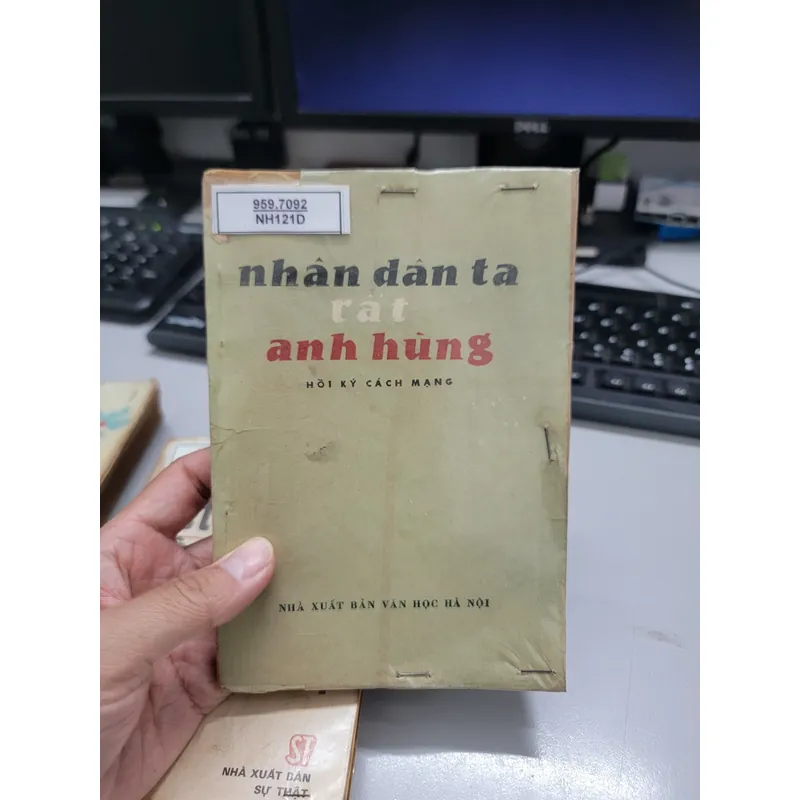 DELL
959.7092
NH121D
nhân dân ta
rất
anh hùng
HỒI KÝ CÁCH MẠNG
NHÀ XUẤT BẢN VĂN HỌC HÀ NỘI
ST
NHÀ XUẤT BẢN
SỰ THẬT